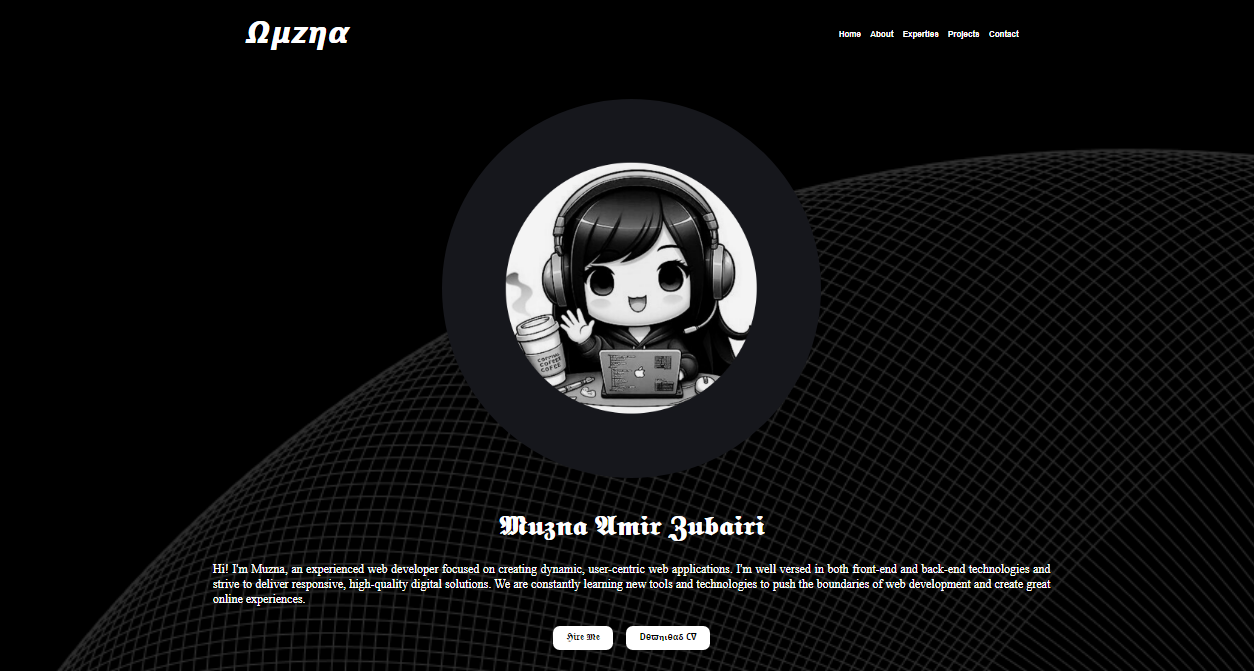 Ωμzηα
Home About Experties Projects Contact
COFFEE
𝕸𝖚𝖟𝖓𝖆 𝕬𝖒𝖎𝖗 𝖅𝖚𝖇𝖆𝖎𝖗𝖎
Hi! I'm Muzna, an experienced web developer focused on creating dynamic, user-centric web applications. I'm well versed in both front-end and back-end technologies and
strive to deliver responsive, high-quality digital solutions. We are constantly learning new tools and technologies to push the boundaries of web development and create great
online experiences.
𝕳𝖎𝖗𝖊 𝕸𝖊